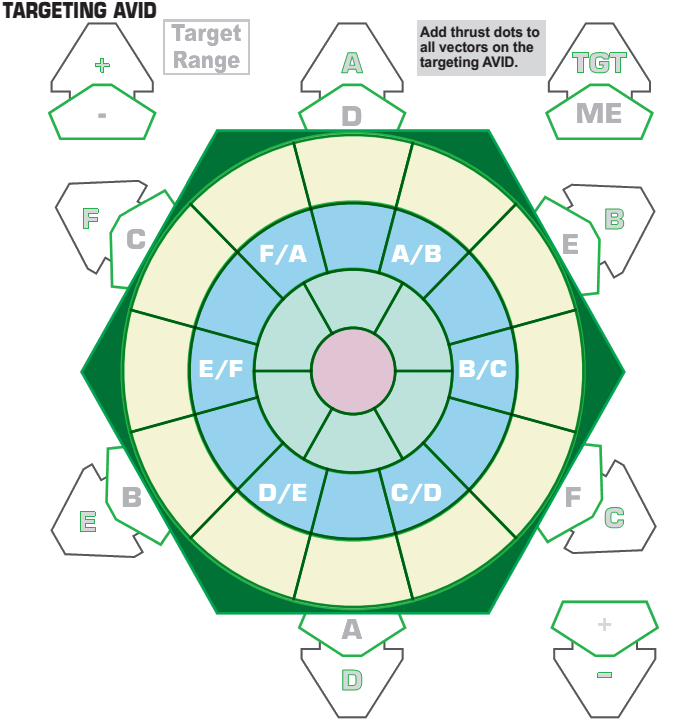 TARGETING AVID
Target
Range
Add thrust dots to
all vectors on the
targeting AVID.
+
-
A
D
TGT
ME
F
C
B
E
F/A
A/B
E/F
B/C
D/E
C/D
B
E
F
C
A
D
+
-